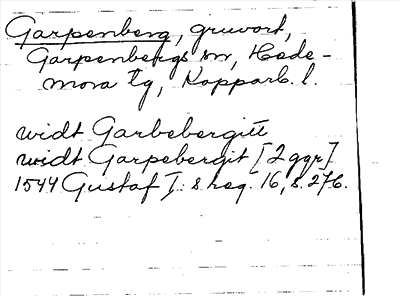 Garpenberg, gruvort,
Garpenbergs sn, Hede-
mora tg, Kopparb. l.
widt Garbebergitt
widt Garpebergit [2 ggr]
1544 Gustaf I:s reg. 16, s. 276.